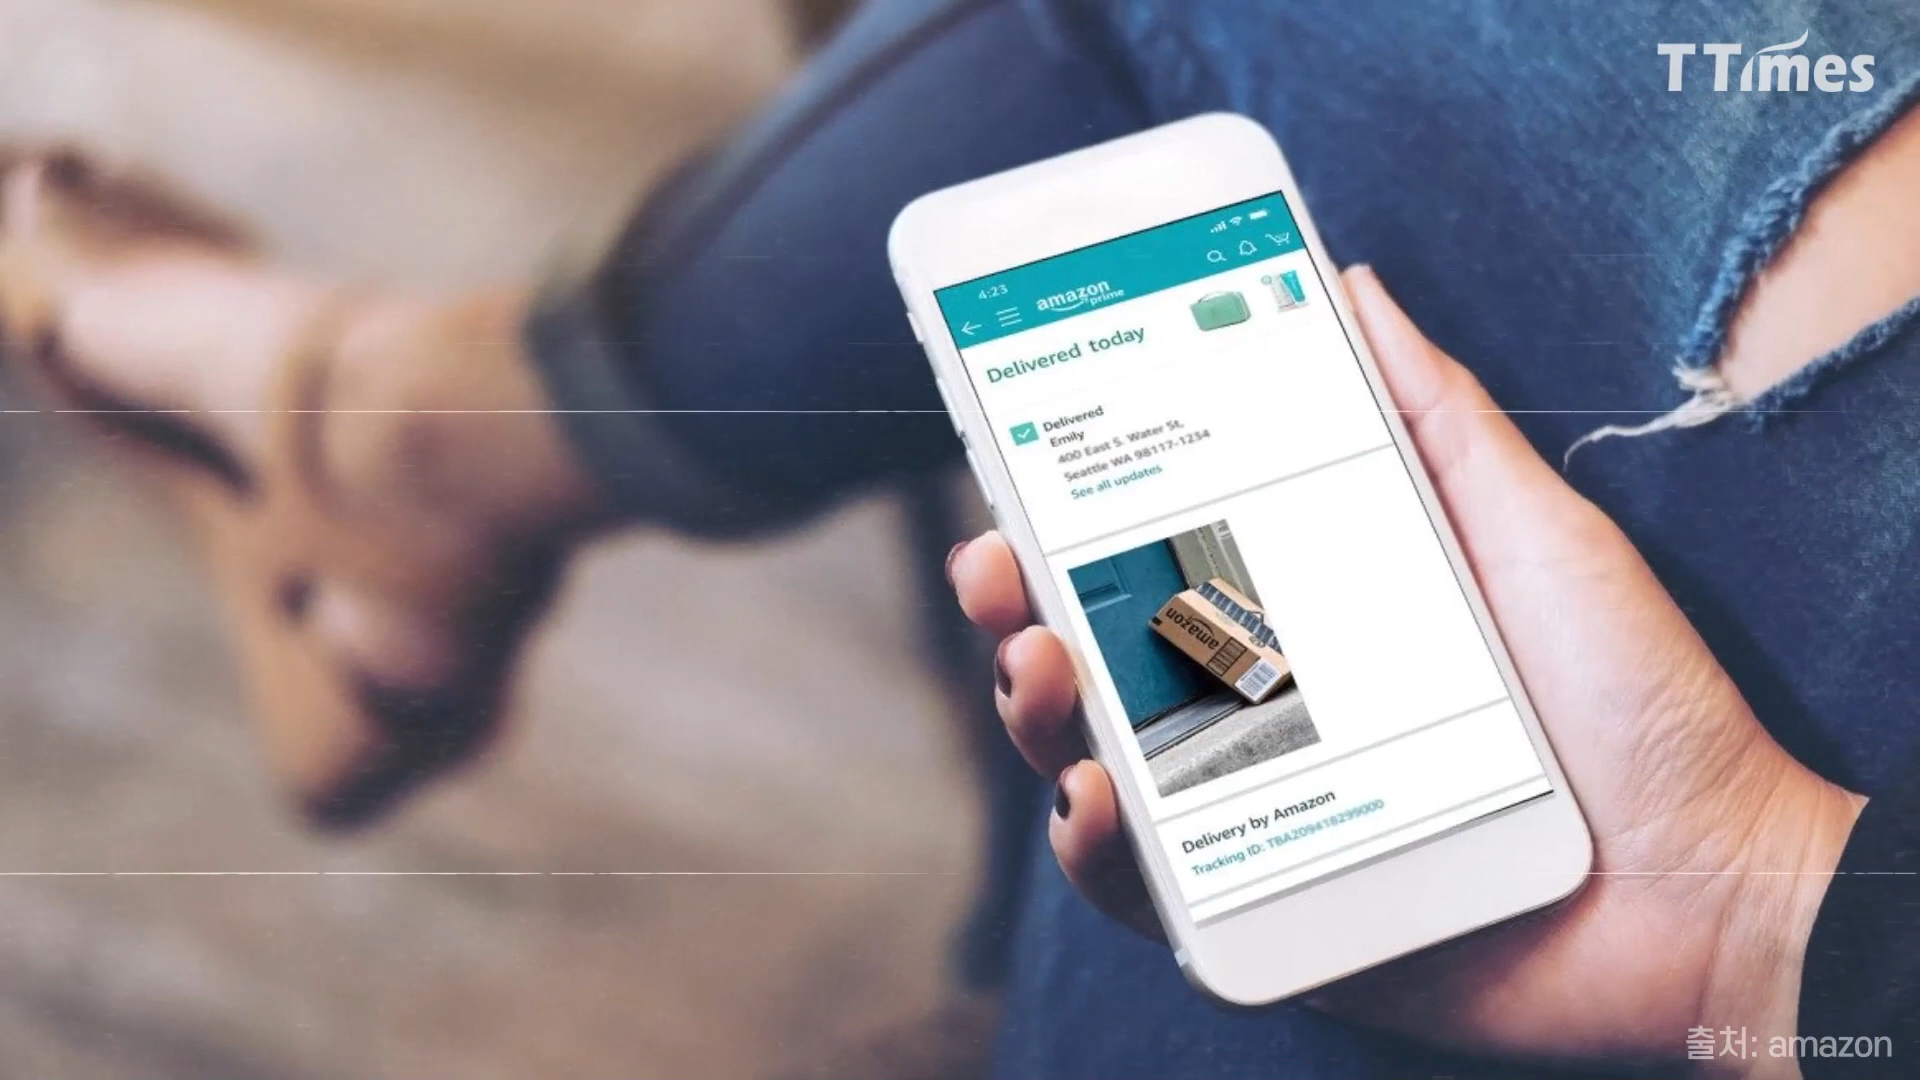 TTimes
4:23
amazon
prime
Delivered today
Delivered
Emily
400 East S. Water St,
Seattle WA 98117-1234
See all updates
amazon
Delivery by Amazon
Tracking ID: TBA209418299000
출처: amazon